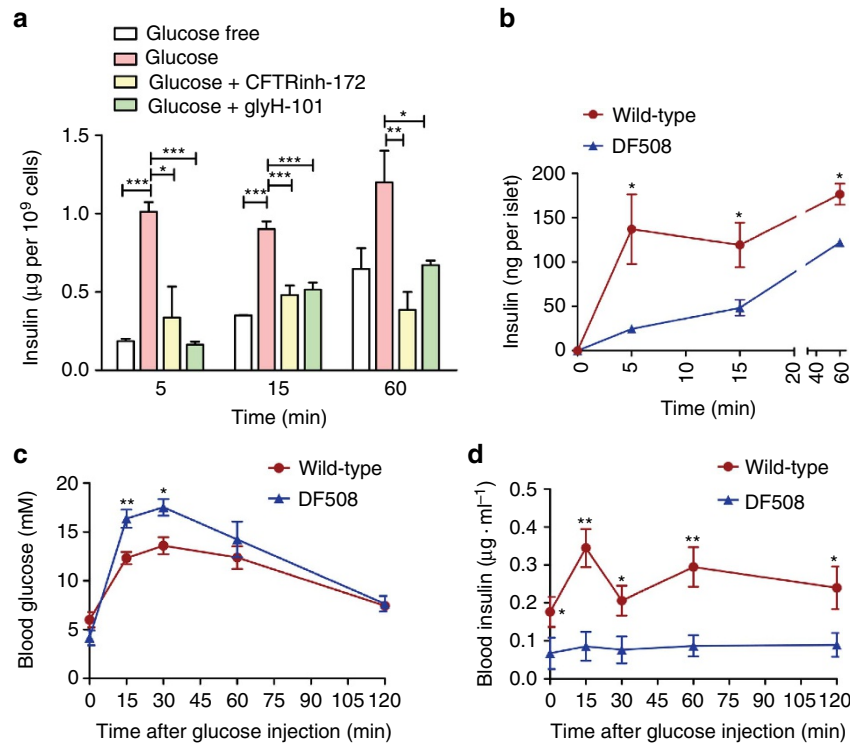 a
Glucose free
Glucose
Glucose + CFTRinh-172
Glucose + glyH-101
Insulin (µg per 10⁹ cells)
1.5
1.0
0.5
0.0
*** * ***
*** *** ***
** *
5 15 60
Time (min)
b
Wild-type
DF508
Insulin (ng per islet)
200
150
100
50
0
* * *
0 5 10 15 20 40 60
Time (min)
c
Wild-type
DF508
Blood glucose (mM)
20
15
10
5
0
** *
0 15 30 45 60 75 90 105 120
Time after glucose injection (min)
d
Wild-type
DF508
Blood insulin (µg · ml⁻¹)
0.5
0.4
0.3
0.2
0.1
0.0
* ** * ** *
0 15 30 45 60 75 90 105 120
Time after glucose injection (min)